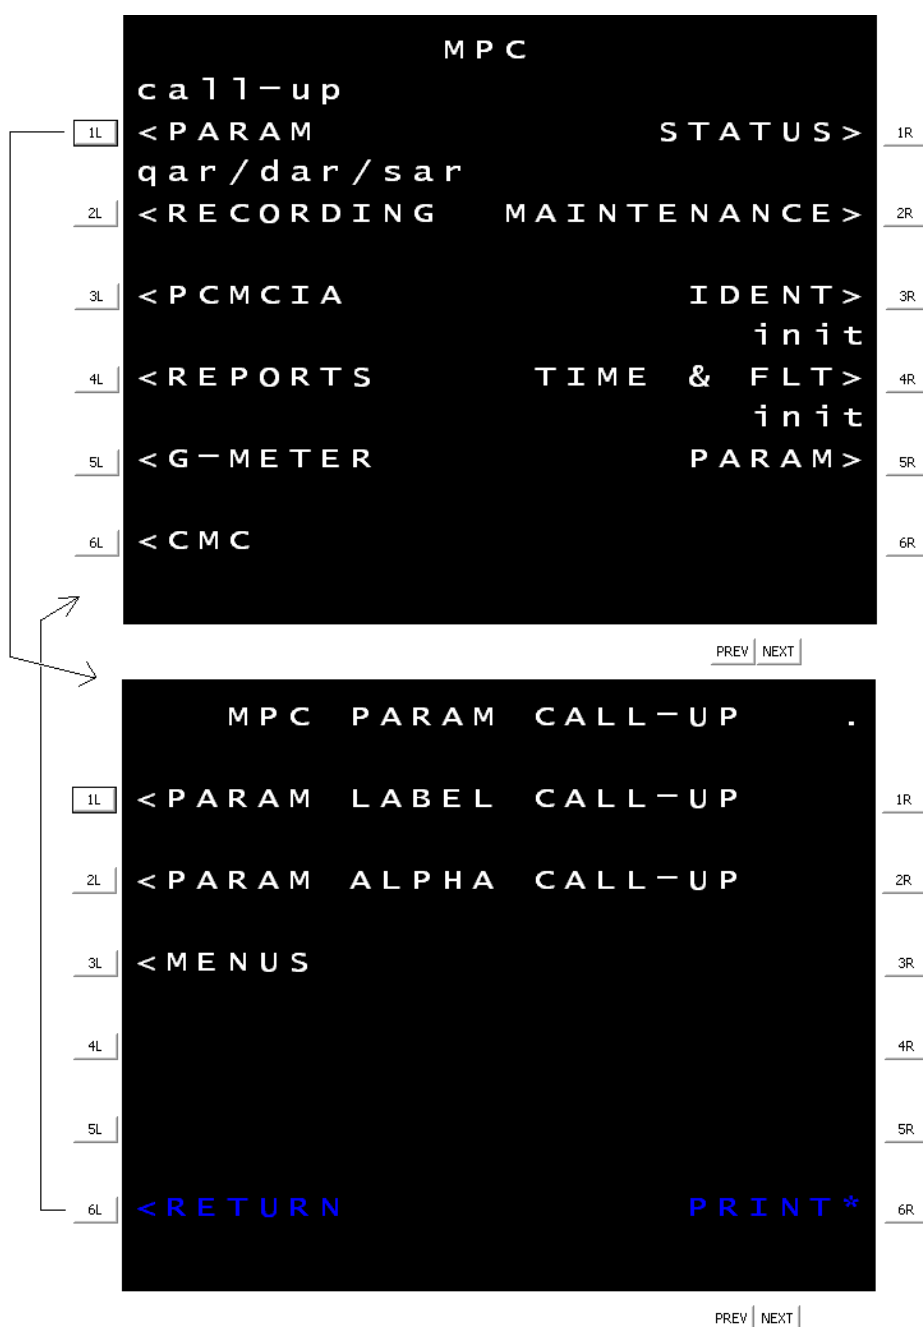 MPC
call-up
1L <PARAM STATUS> 1R
qar/dar/sar
2L <RECORDING MAINTENANCE> 2R
3L <PCMCIA IDENT> 3R
init
4L <REPORTS TIME & FLT> 4R
init
5L <G-METER PARAM> 5R
6L <CMC 6R
PREV NEXT
MPC PARAM CALL-UP .
1L <PARAM LABEL CALL-UP 1R
2L <PARAM ALPHA CALL-UP 2R
3L <MENUS 3R
4L 4R
5L 5R
6L <RETURN PRINT* 6R
PREV NEXT